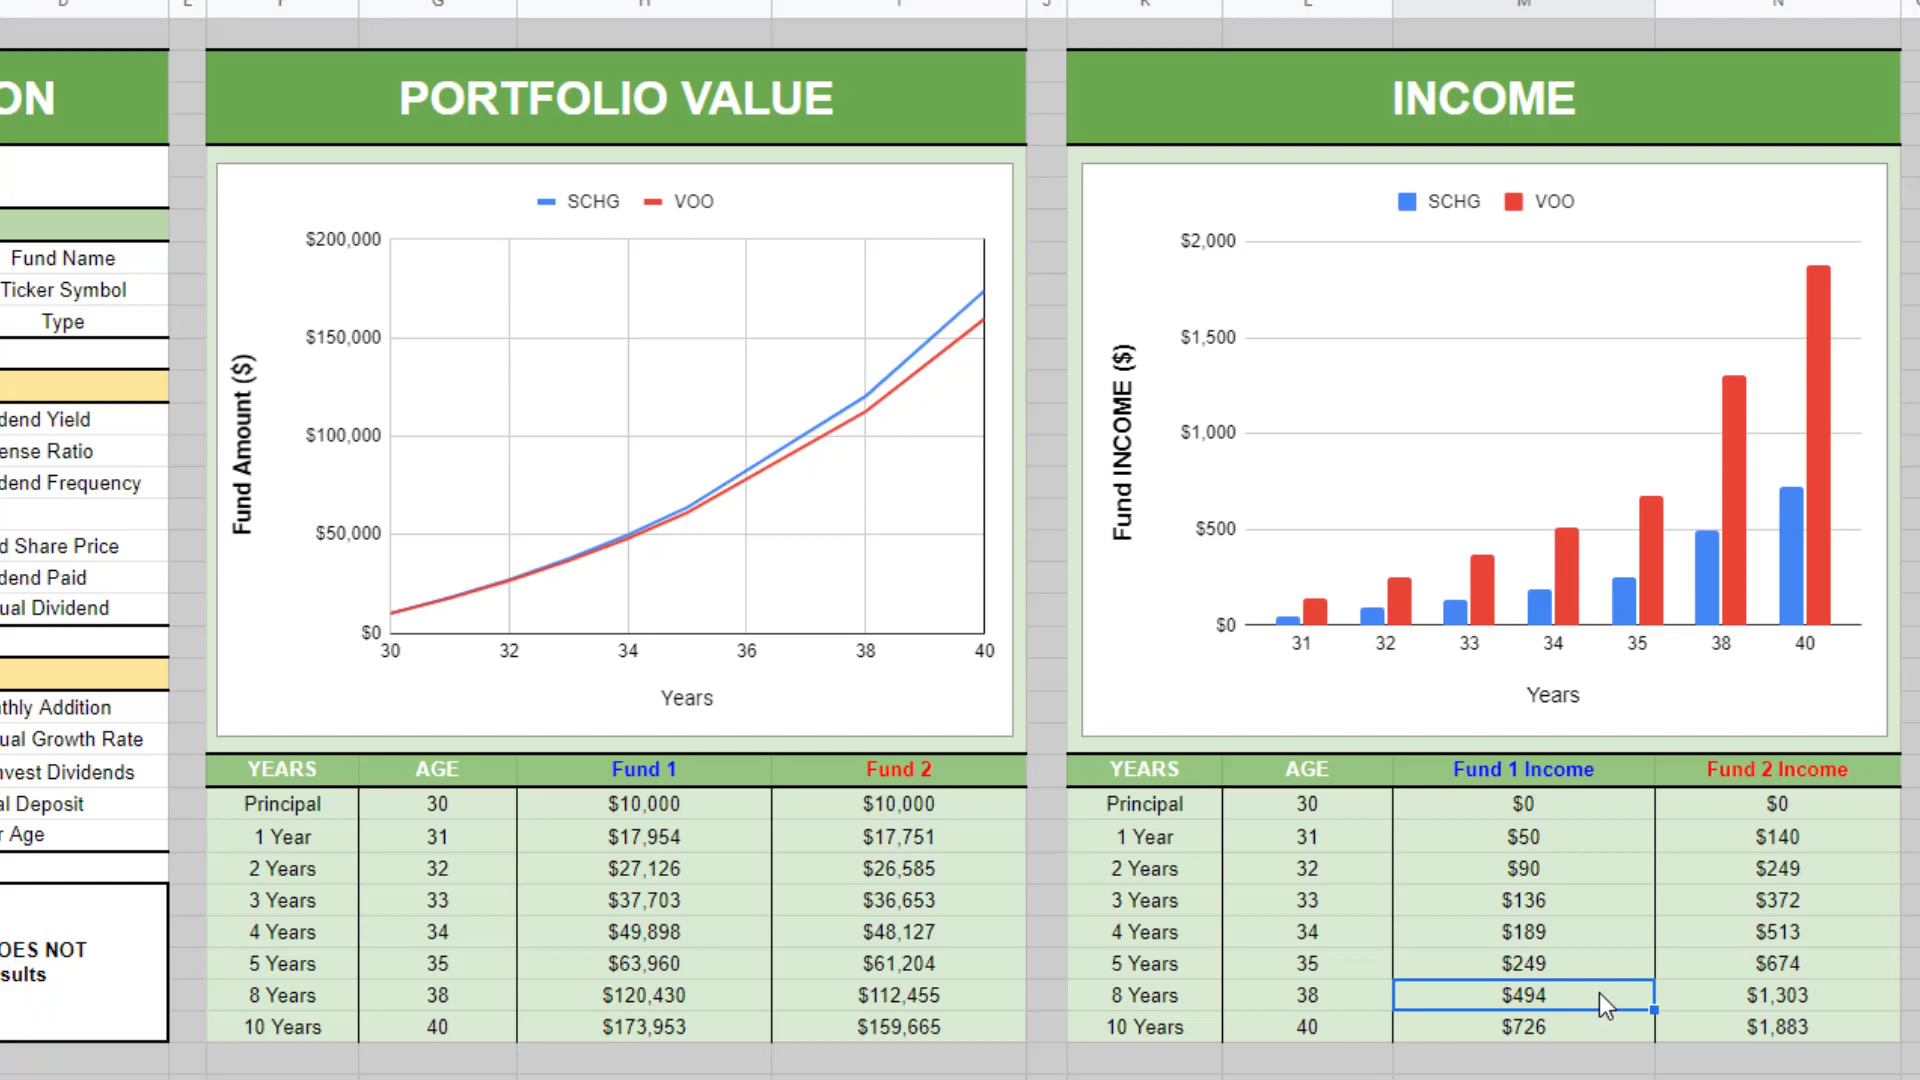 ON
Fund Name
Ticker Symbol
Type
dend Yield
ense Ratio
dend Frequency
d Share Price
dend Paid
ual Dividend
thly Addition
ual Growth Rate
nvest Dividends
al Deposit
r Age
OES NOT
sults
PORTFOLIO VALUE
SCHG VOO
Fund Amount ($)
$200,000
$150,000
$100,000
$50,000
$0
30 32 34 36 38 40
Years
YEARS AGE Fund 1 Fund 2
Principal 30 $10,000 $10,000
1 Year 31 $17,954 $17,751
2 Years 32 $27,126 $26,585
3 Years 33 $37,703 $36,653
4 Years 34 $49,898 $48,127
5 Years 35 $63,960 $61,204
8 Years 38 $120,430 $112,455
10 Years 40 $173,953 $159,665
INCOME
SCHG VOO
Fund INCOME ($)
$2,000
$1,500
$1,000
$500
$0
31 32 33 34 35 38 40
Years
YEARS AGE Fund 1 Income Fund 2 Income
Principal 30 $0 $0
1 Year 31 $50 $140
2 Years 32 $90 $249
3 Years 33 $136 $372
4 Years 34 $189 $513
5 Years 35 $249 $674
8 Years 38 $494 $1,303
10 Years 40 $726 $1,883